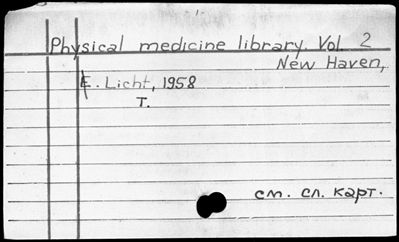 Physical medicine library. Vol. 2
New Haven,
E. Licht, 1958
T.
см. сл. карт.